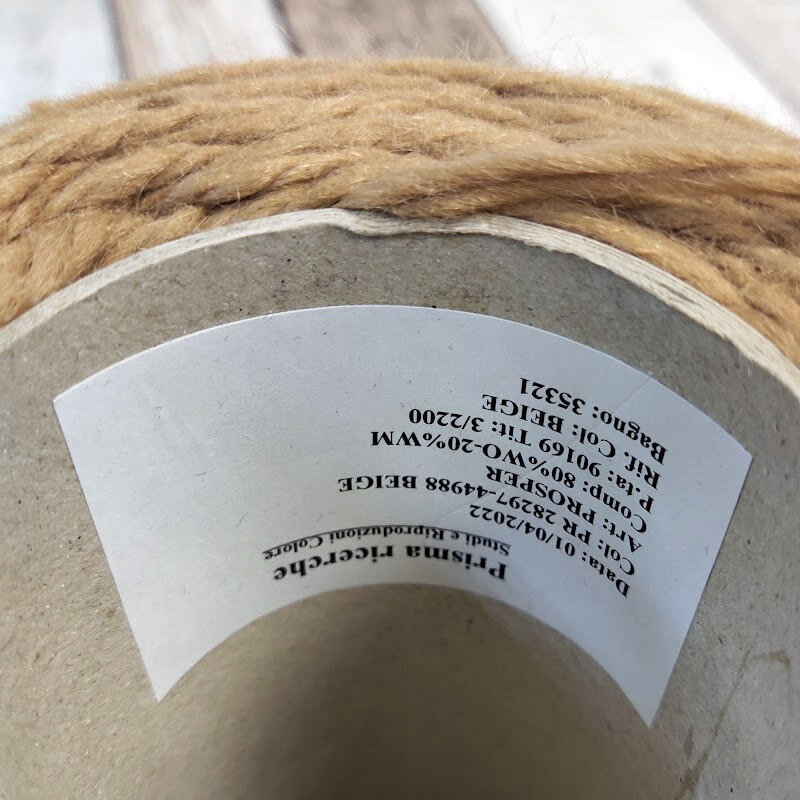 Prisma ricerche
Studi e Riproduzioni Colore
Data: 01/04/2022
Col: PR 28297-44988 BEIGE
Art: PROSPER
Comp: 80%WO-20%WM
P.ta: 90169 Tit: 3/2200
Rif. Col: BEIGE
Bagno: 35321